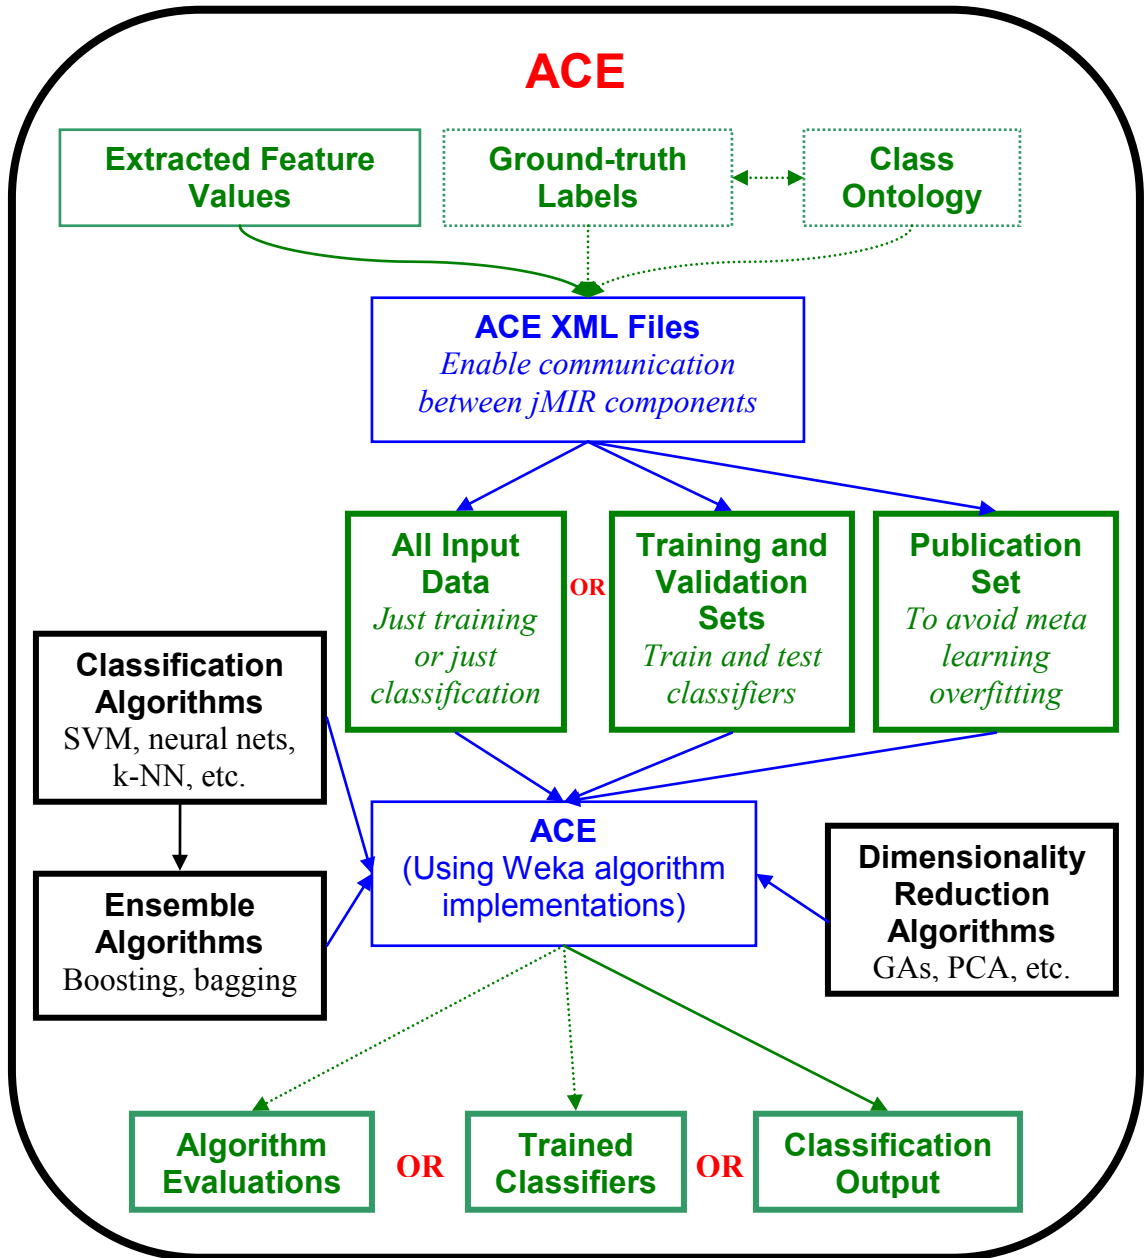 ACE
Extracted Feature
Values
Ground-truth
Labels
Class
Ontology
ACE XML Files
Enable communication
between jMIR components
All Input
Data
Just training
or just
classification
OR
Training and
Validation
Sets
Train and test
classifiers
Publication
Set
To avoid meta
learning
overfitting
Classification
Algorithms
SVM, neural nets,
k-NN, etc.
Ensemble
Algorithms
Boosting, bagging
ACE
(Using Weka algorithm
implementations)
Dimensionality
Reduction
Algorithms
GAs, PCA, etc.
Algorithm
Evaluations
OR
Trained
Classifiers
OR
Classification
Output